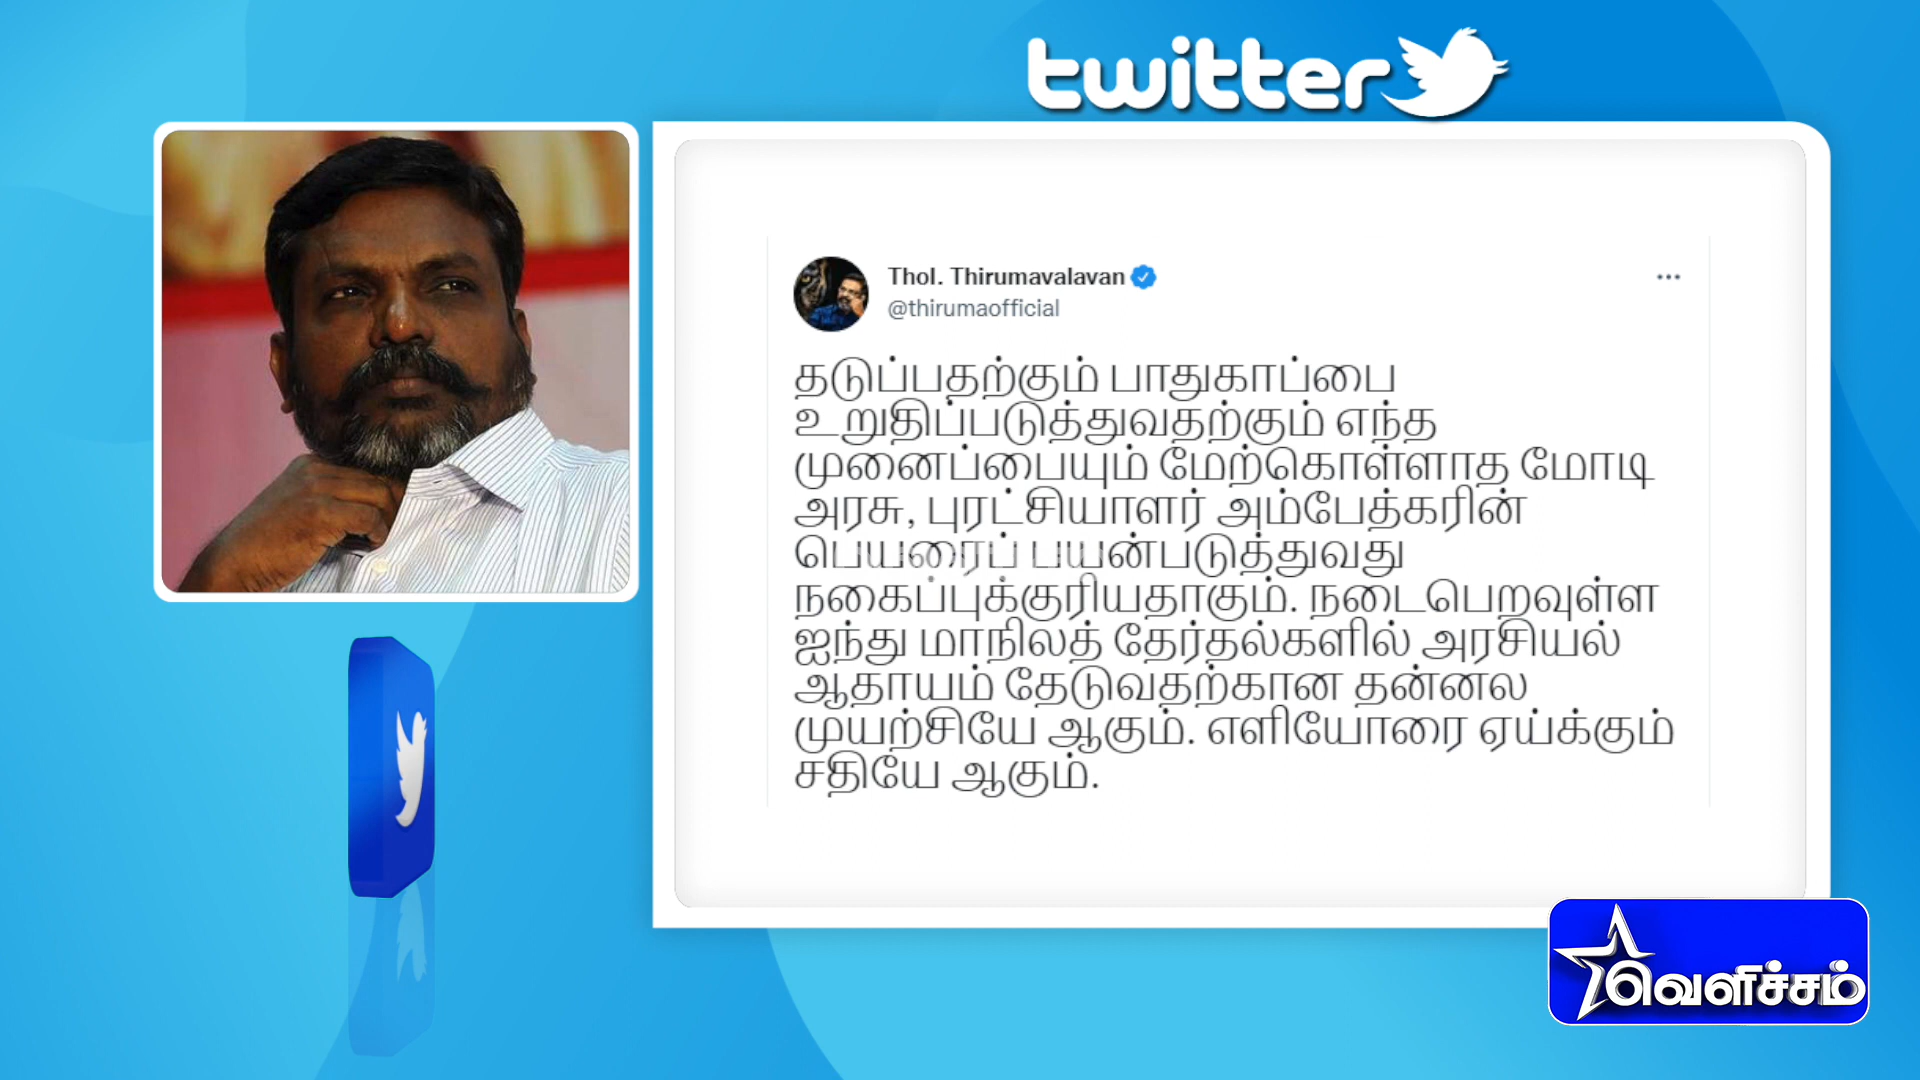 twitter
Thol. Thirumavalavan
@thirumaofficial
தடுப்பதற்கும் பாதுகாப்பை
உறுதிப்படுத்துவதற்கும் எந்த
முனைப்பையும் மேற்கொள்ளாத மோடி
அரசு, புரட்சியாளர் அம்பேத்கரின்
பெயரைப் பயன்படுத்துவது
நகைப்புக்குரியதாகும். நடைபெறவுள்ள
ஐந்து மாநிலத் தேர்தல்களில் அரசியல்
ஆதாயம் தேடுவதற்கான தன்னல
முயற்சியே ஆகும். எளியோரை ஏய்க்கும்
சதியே ஆகும்.
வெளிச்சம்